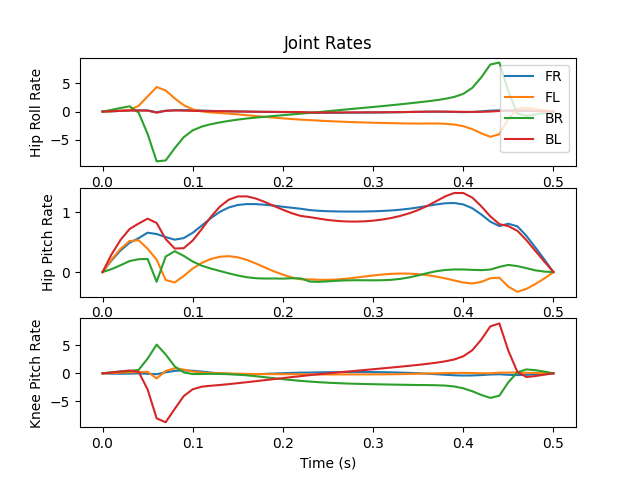 Joint Rates
Hip Roll Rate
5
0
−5
FR
FL
BR
BL
0.0 0.1 0.2 0.3 0.4 0.5
Hip Pitch Rate
1
0
0.0 0.1 0.2 0.3 0.4 0.5
Knee Pitch Rate
5
0
−5
0.0 0.1 0.2 0.3 0.4 0.5
Time (s)